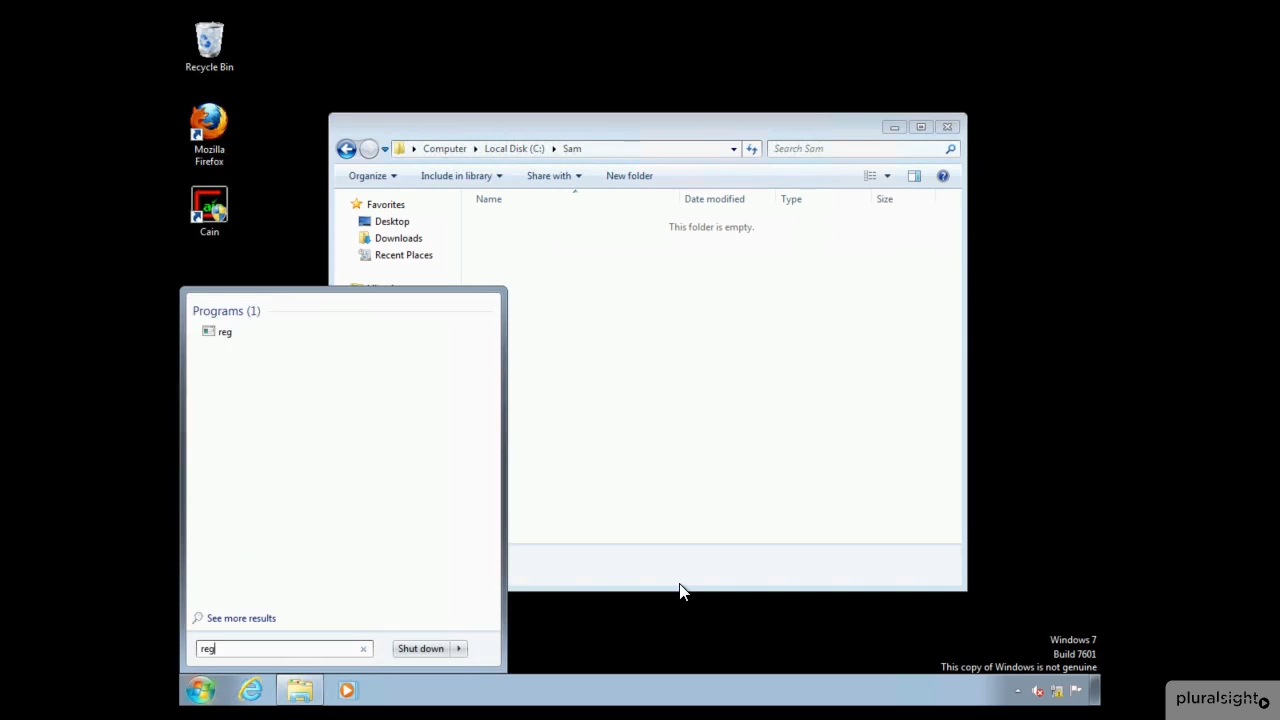 Recycle Bin
Mozilla
Firefox
Cain
Computer
Local Disk (C:)
Sam
Search Sam
Organize
Include in library
Share with
New folder
Name
Date modified
Type
Size
This folder is empty.
Favorites
Desktop
Downloads
Recent Places
Programs (1)
reg
See more results
reg
Shut down
Windows 7
Build 7601
This copy of Windows is not genuine
pluralsight